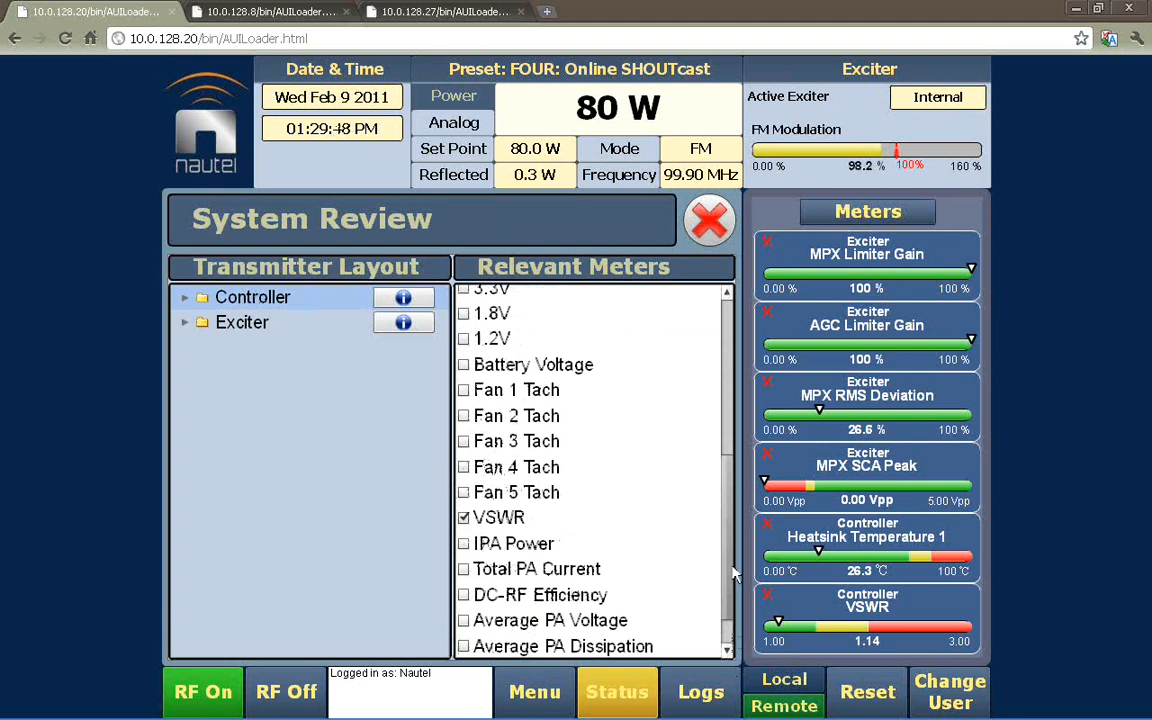 10.0.128.20/bin/AUILoade...
10.0.128.8/bin/AUILoader....
10.0.128.27/bin/AUILoade...
10.0.128.20/bin/AUILoader.html
nautel
Date & Time
Wed Feb 9 2011
01:29:48 PM
Preset: FOUR: Online SHOUTcast
Power
Analog
80 W
Set Point 80.0 W Mode FM
Reflected 0.3 W Frequency 99.90 MHz
Exciter
Active Exciter Internal
FM Modulation
0.00 % 98.2 % 100% 160 %
System Review
Transmitter Layout
Controller
Exciter
Relevant Meters
3.3V
1.8V
1.2V
Battery Voltage
Fan 1 Tach
Fan 2 Tach
Fan 3 Tach
Fan 4 Tach
Fan 5 Tach
VSWR
IPA Power
Total PA Current
DC-RF Efficiency
Average PA Voltage
Average PA Dissipation
Meters
Exciter
MPX Limiter Gain
0.00 % 100 % 100 %
Exciter
AGC Limiter Gain
0.00 % 100 % 100 %
Exciter
MPX RMS Deviation
0.00 % 26.6 % 100 %
Exciter
MPX SCA Peak
0.00 Vpp 0.00 Vpp 5.00 Vpp
Controller
Heatsink Temperature 1
0.00 °C 26.3 °C 100 °C
Controller
VSWR
1.00 1.14 3.00
RF On
RF Off
Logged in as: Nautel
Menu
Status
Logs
Local
Remote
Reset
Change
User